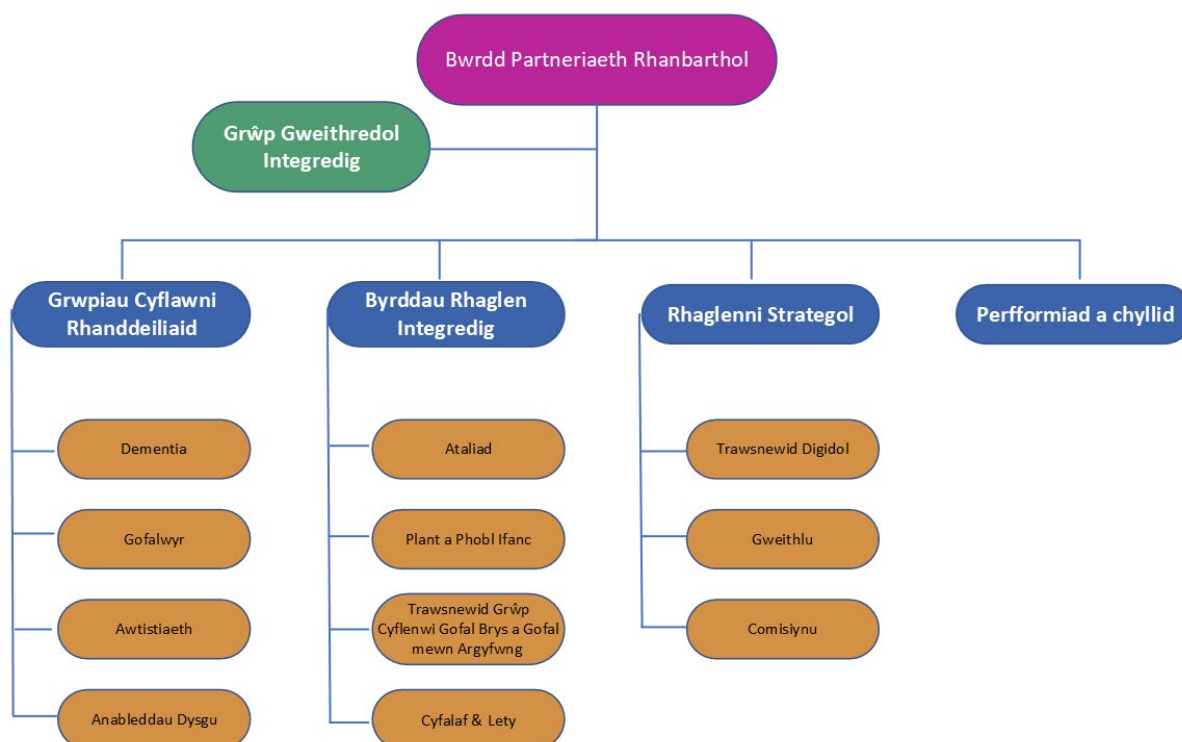 Bwrdd Partneriaeth Rhanbarthol
Grŵp Gweithredol
Integredig
Grwpiau Cyflawni
Rhanddeiliaid
Byrddau Rhaglen
Integredig
Rhaglenni Strategol
Perfformiad a chyllid
Dementia
Gofalwyr
Awtistiaeth
Anableddau Dysgu
Ataliad
Plant a Phobl Ifanc
Trawsnewid Grŵp
Cyflenwi Gofal Brys a Gofal
mewn Argyfwng
Cyfalaf & Lety
Trawsnewid Digidol
Gweithlu
Comisiynu